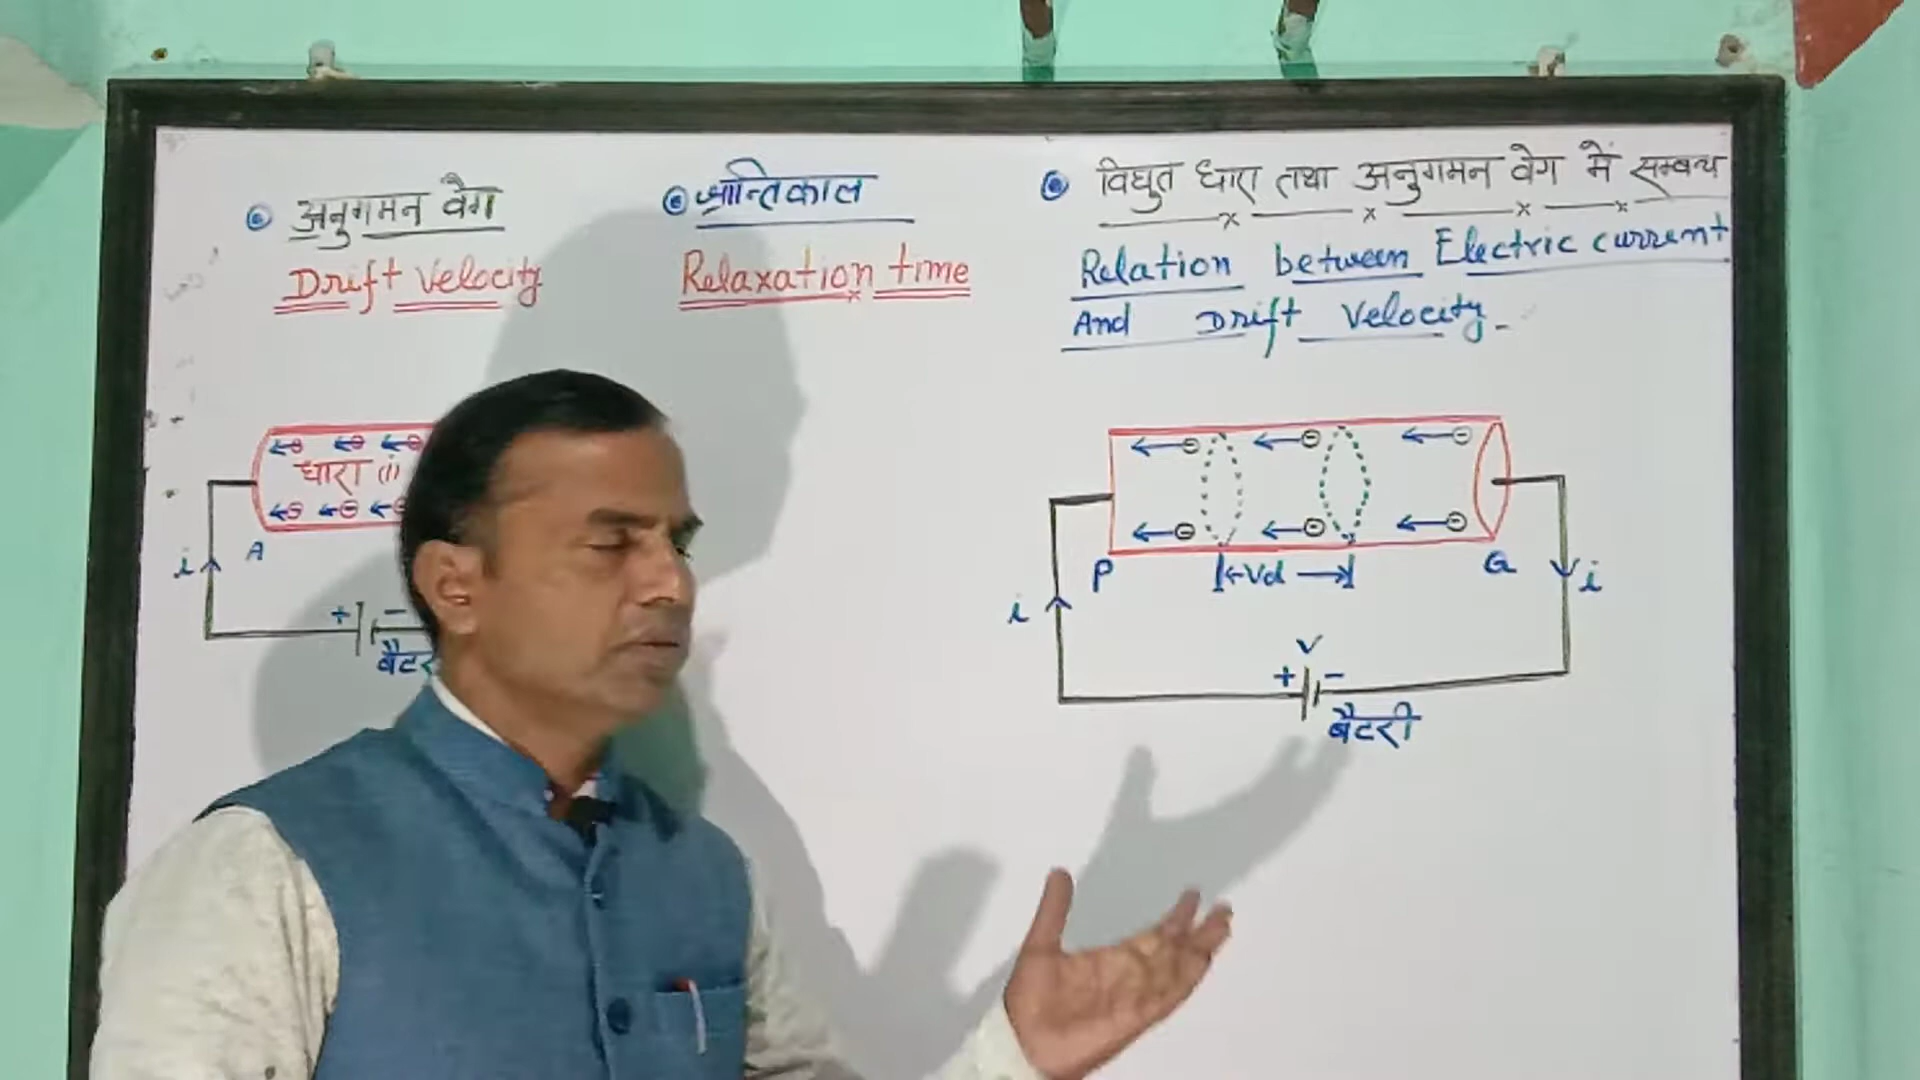 अनुगमन वेग
Drift Velocity
श्रान्तिकाल
Relaxation time
विघुत धारा तथा अनुगमन वेग में सम्बन्ध
Relation between Electric current
And Drift Velocity
धारा (i)
A
i
+ -
P
Vd
G
i
i
V
+ -
बैटरी